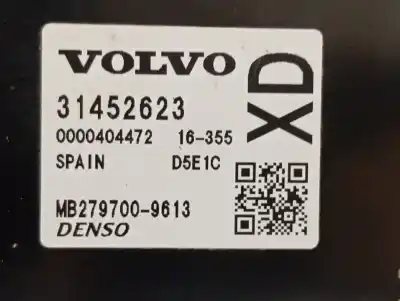 VOLVO
31452623
0000404472 16-355
SPAIN D5E1C
MB279700-9613
DENSO
XD